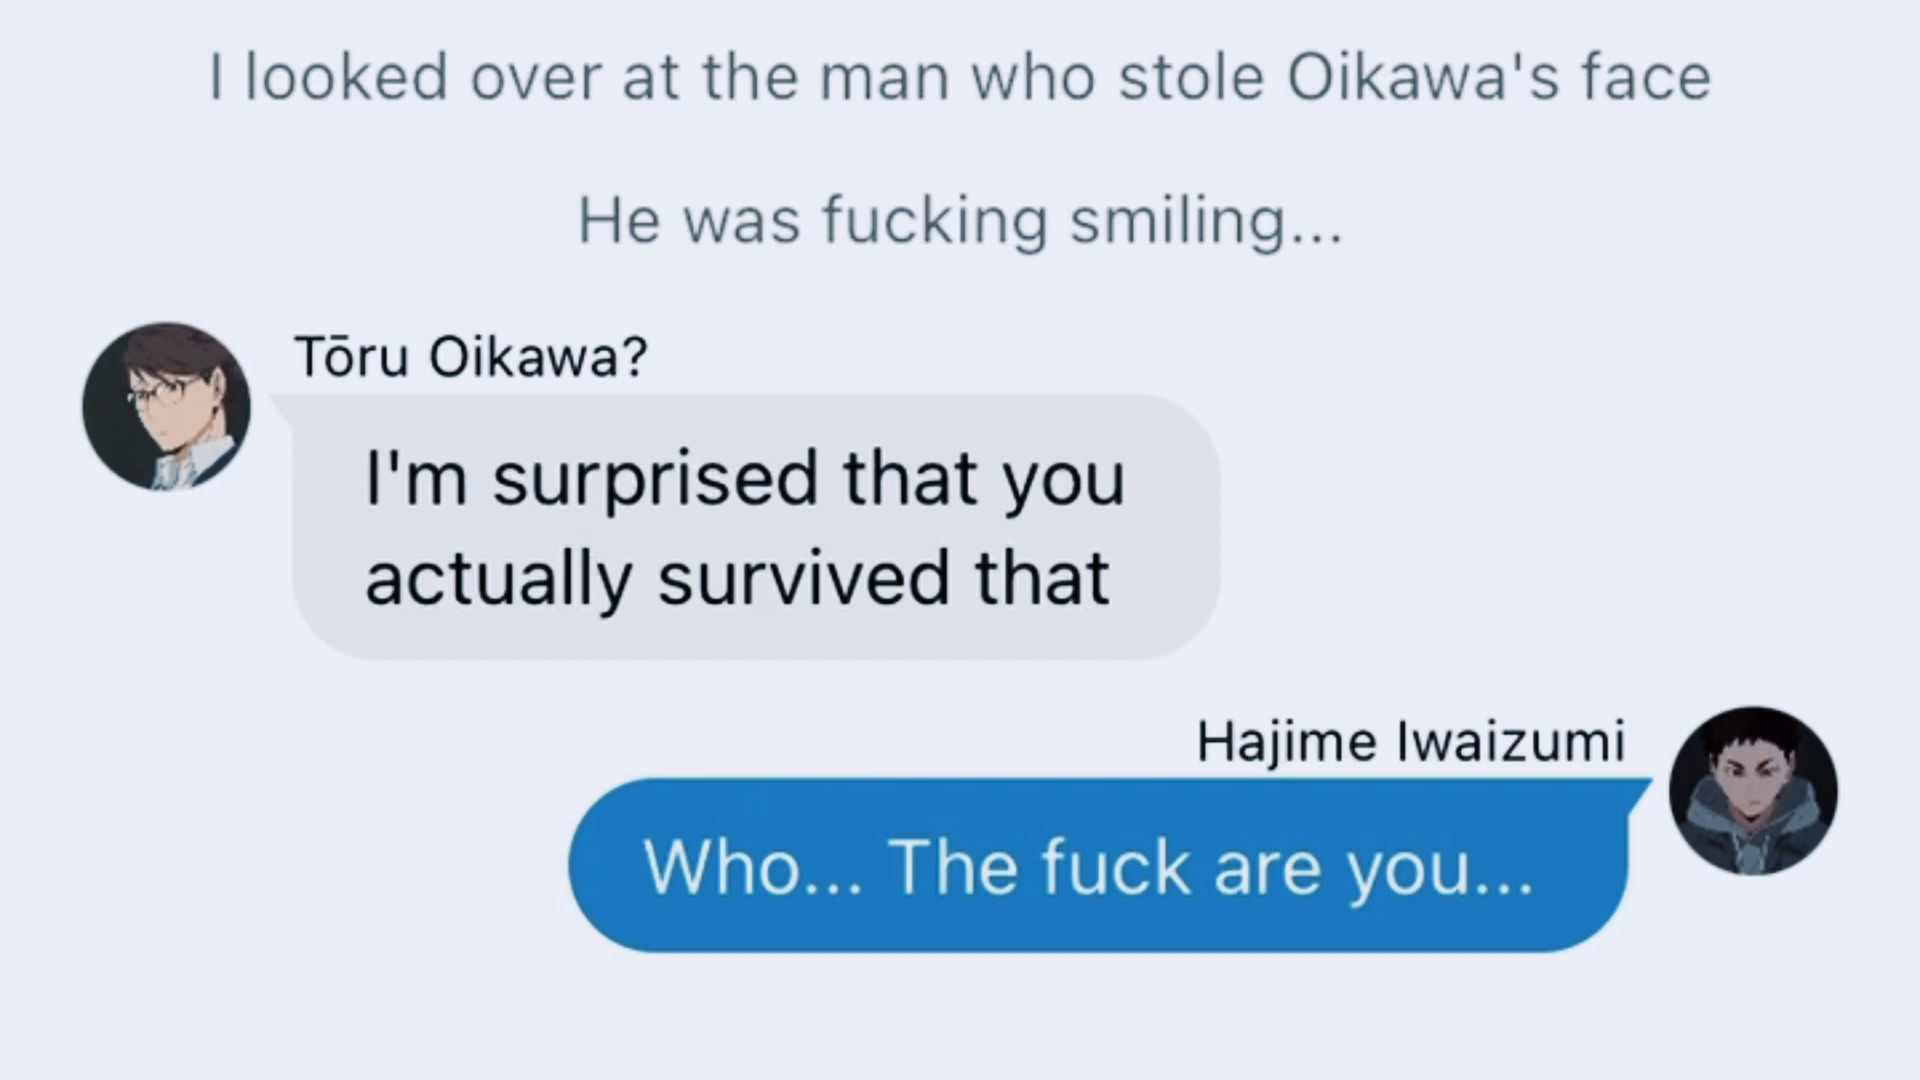 I looked over at the man who stole Oikawa's face
He was fucking smiling...
Tōru Oikawa?
I'm surprised that you
actually survived that
Hajime Iwaizumi
Who... The fuck are you...